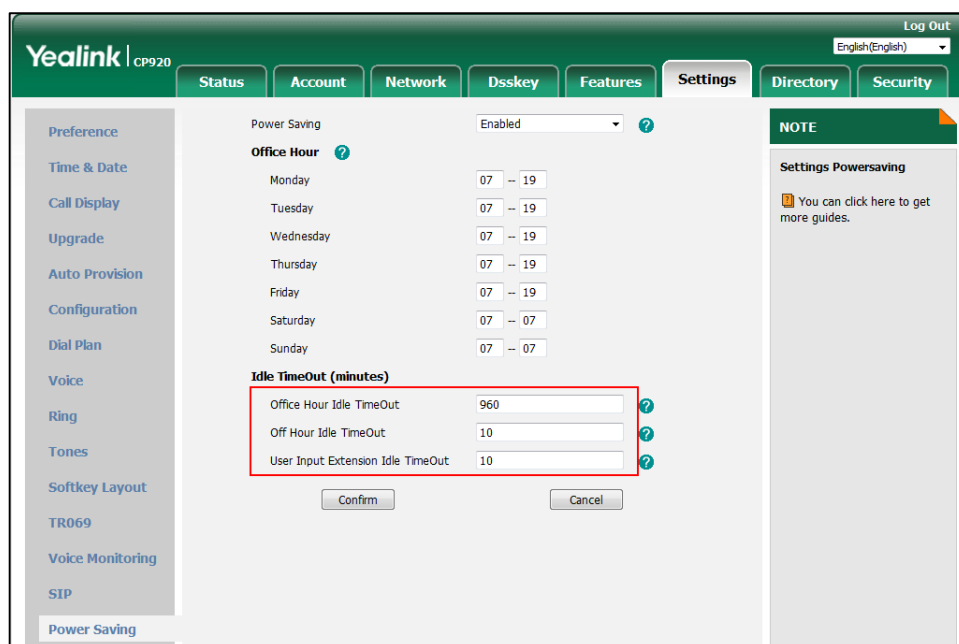 Log Out
Yealink CP920
English(English)
Status Account Network Dsskey Features Settings Directory Security
Preference
Time & Date
Call Display
Upgrade
Auto Provision
Configuration
Dial Plan
Voice
Ring
Tones
Softkey Layout
TR069
Voice Monitoring
SIP
Power Saving
Power Saving Enabled ?
Office Hour ?
Monday 07 -- 19
Tuesday 07 -- 19
Wednesday 07 -- 19
Thursday 07 -- 19
Friday 07 -- 19
Saturday 07 -- 07
Sunday 07 -- 07
Idle TimeOut (minutes)
Office Hour Idle TimeOut 960 ?
Off Hour Idle TimeOut 10 ?
User Input Extension Idle TimeOut 10 ?
Confirm Cancel
NOTE
Settings Powersaving
? You can click here to get
more guides.